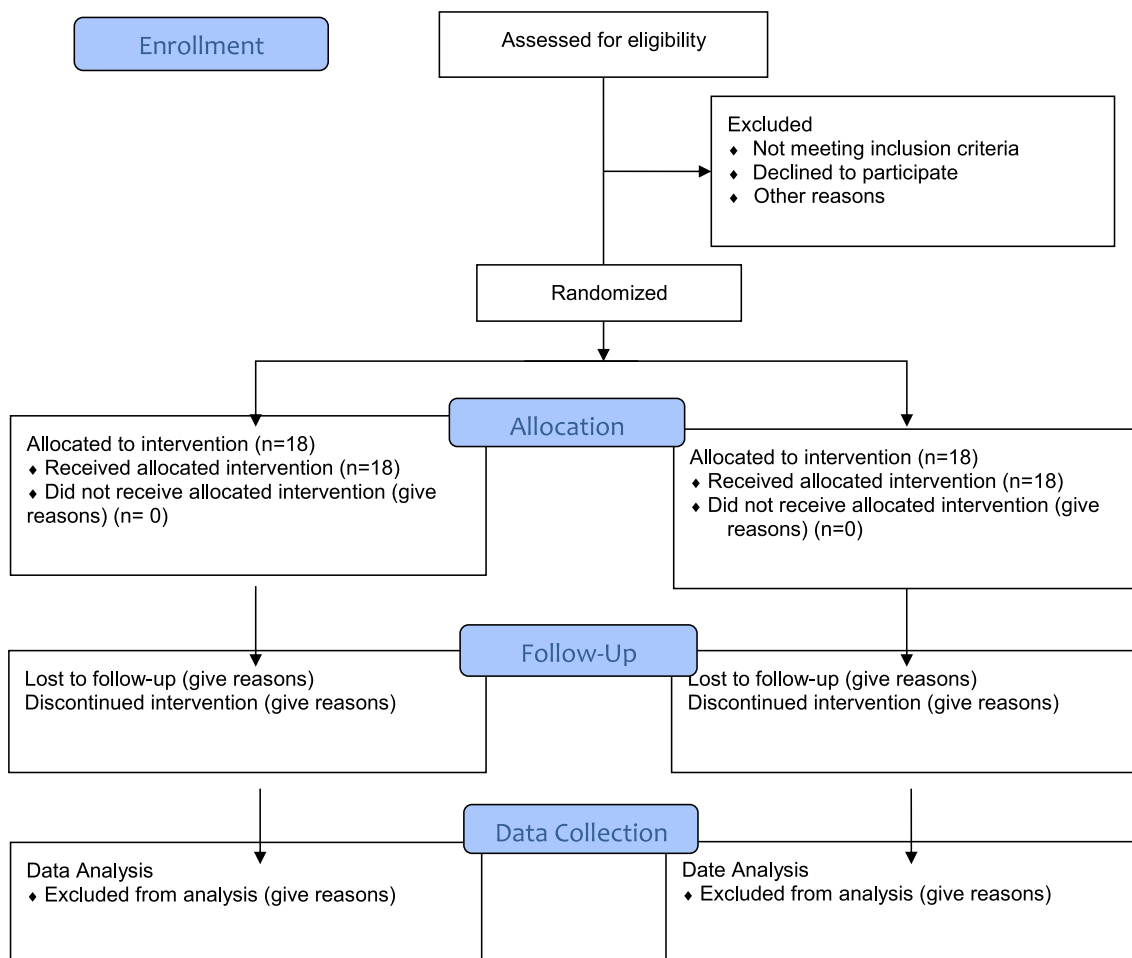 Enrollment
Assessed for eligibility
Excluded
♦ Not meeting inclusion criteria
♦ Declined to participate
♦ Other reasons
Randomized
Allocation
Allocated to intervention (n=18)
♦ Received allocated intervention (n=18)
♦ Did not receive allocated intervention (give
reasons) (n= 0)
Allocated to intervention (n=18)
♦ Received allocated intervention (n=18)
♦ Did not receive allocated intervention (give
reasons) (n=0)
Follow-Up
Lost to follow-up (give reasons)
Discontinued intervention (give reasons)
Lost to follow-up (give reasons)
Discontinued intervention (give reasons)
Data Collection
Data Analysis
♦ Excluded from analysis (give reasons)
Date Analysis
♦ Excluded from analysis (give reasons)